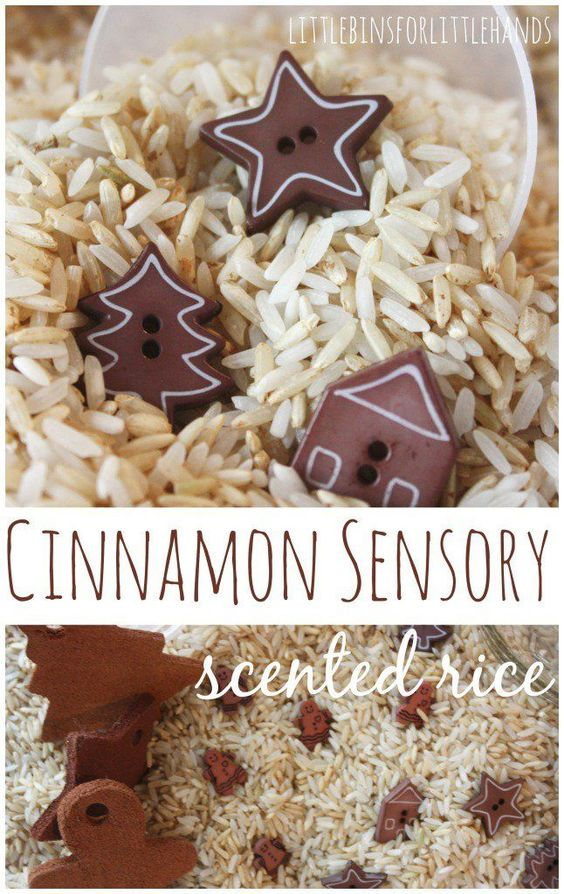 LITTLEBINSFORLITTLEHANDS
CINNAMON SENSORY
scented rice